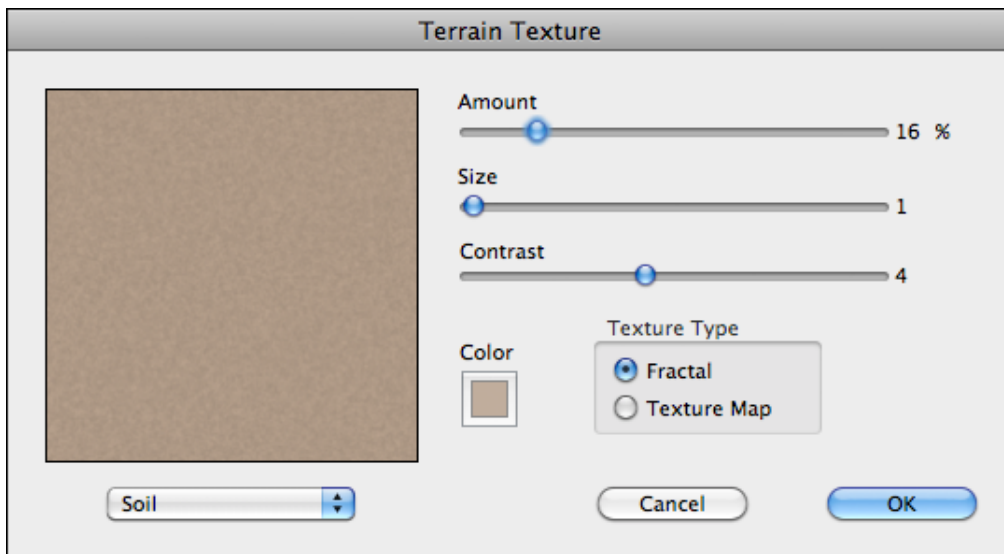 Terrain Texture
Amount
16 %
Size
1
Contrast
4
Color
Texture Type
Fractal
Texture Map
Soil
Cancel
OK